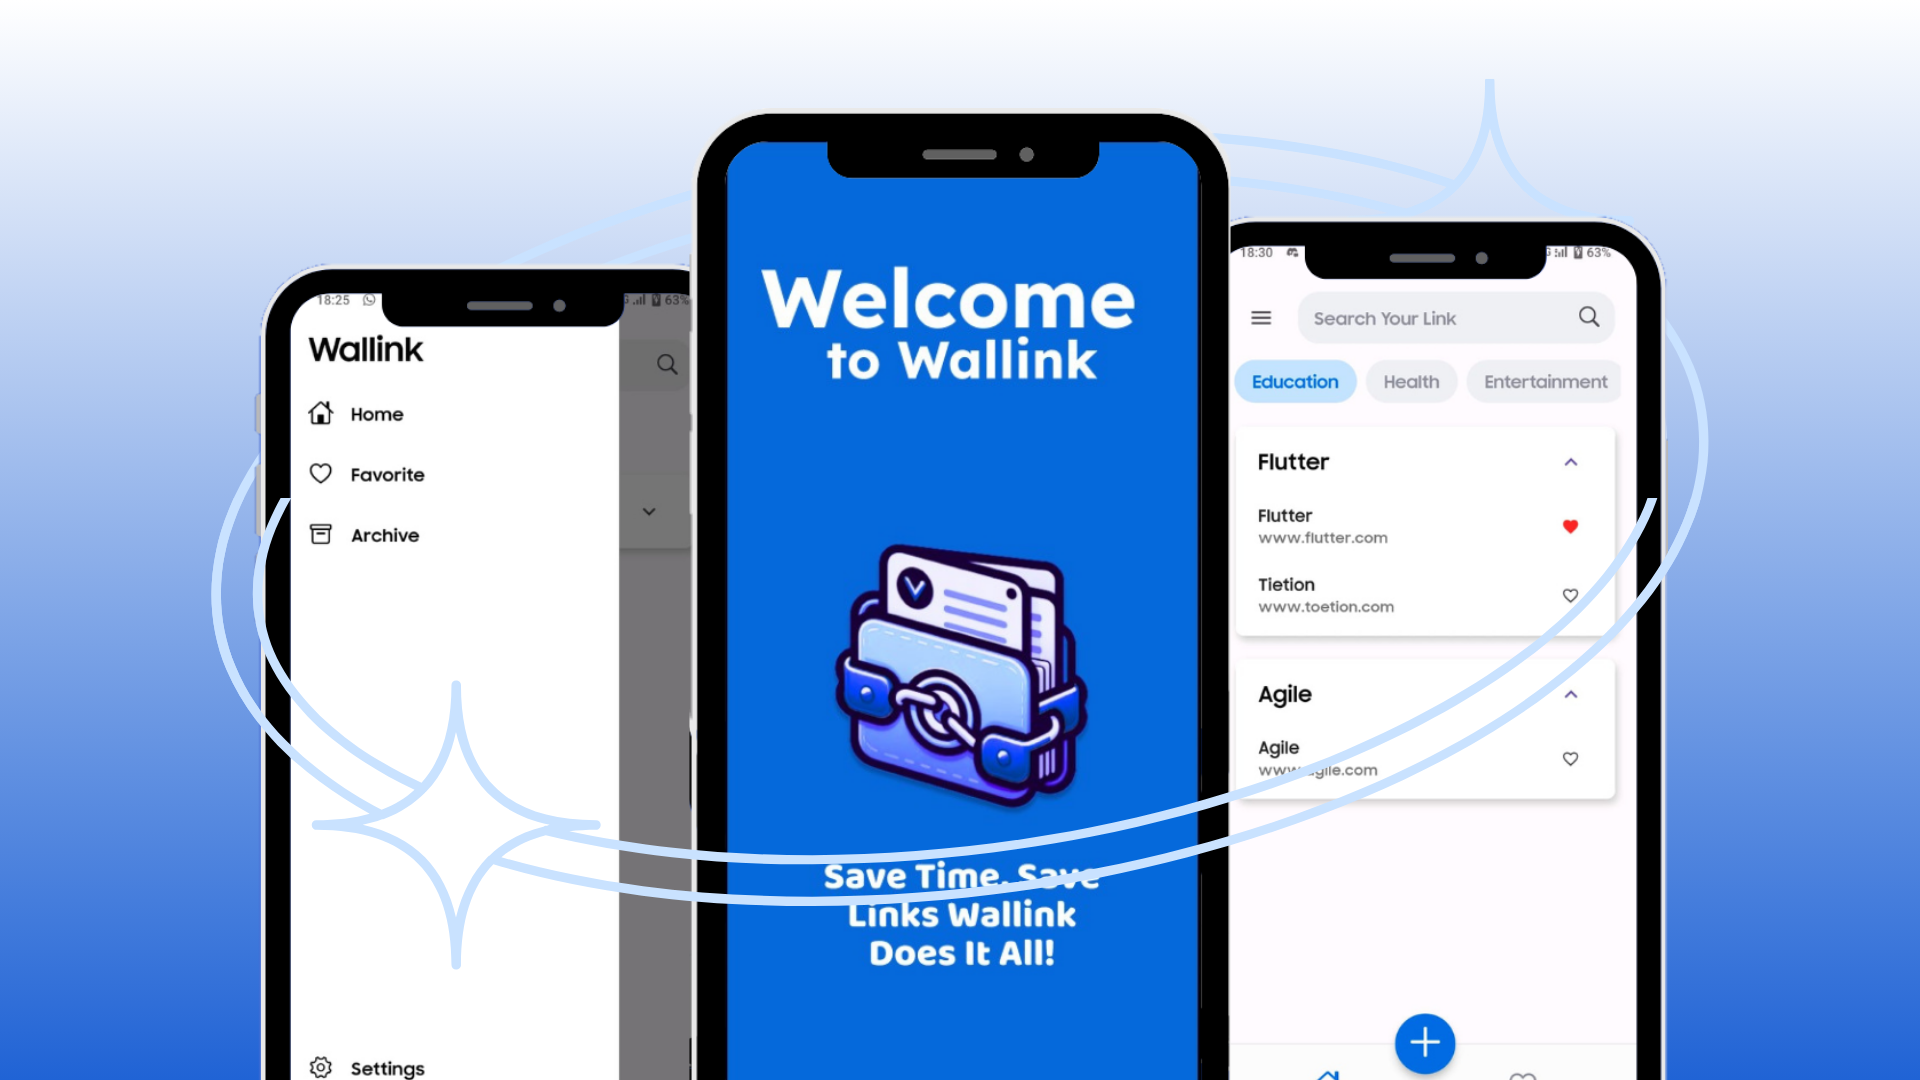 18:25
63%
Wallink
Home
Favorite
Archive
Settings
Welcome
to Wallink
Save Time. Save
Links Wallink
Does It All!
18:30
63%
Search Your Link
Education
Health
Entertainment
Flutter
Flutter
www.flutter.com
Tietion
www.toetion.com
Agile
Agile
www.agile.com